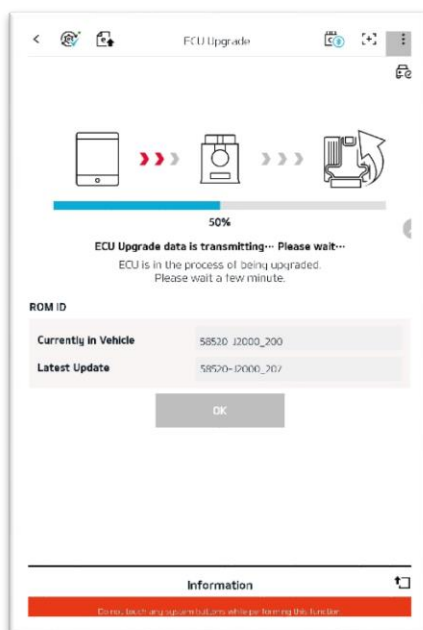 ECU Upgrade
50%
ECU Upgrade data is transmitting··· Please wait···
ECU is in the process of being upgraded.
Please wait a few minute.
ROM ID
Currently in Vehicle 58520-J2000_200
Latest Update 58520-J2000_202
OK
Information
Do not touch any system buttons while performing this function.